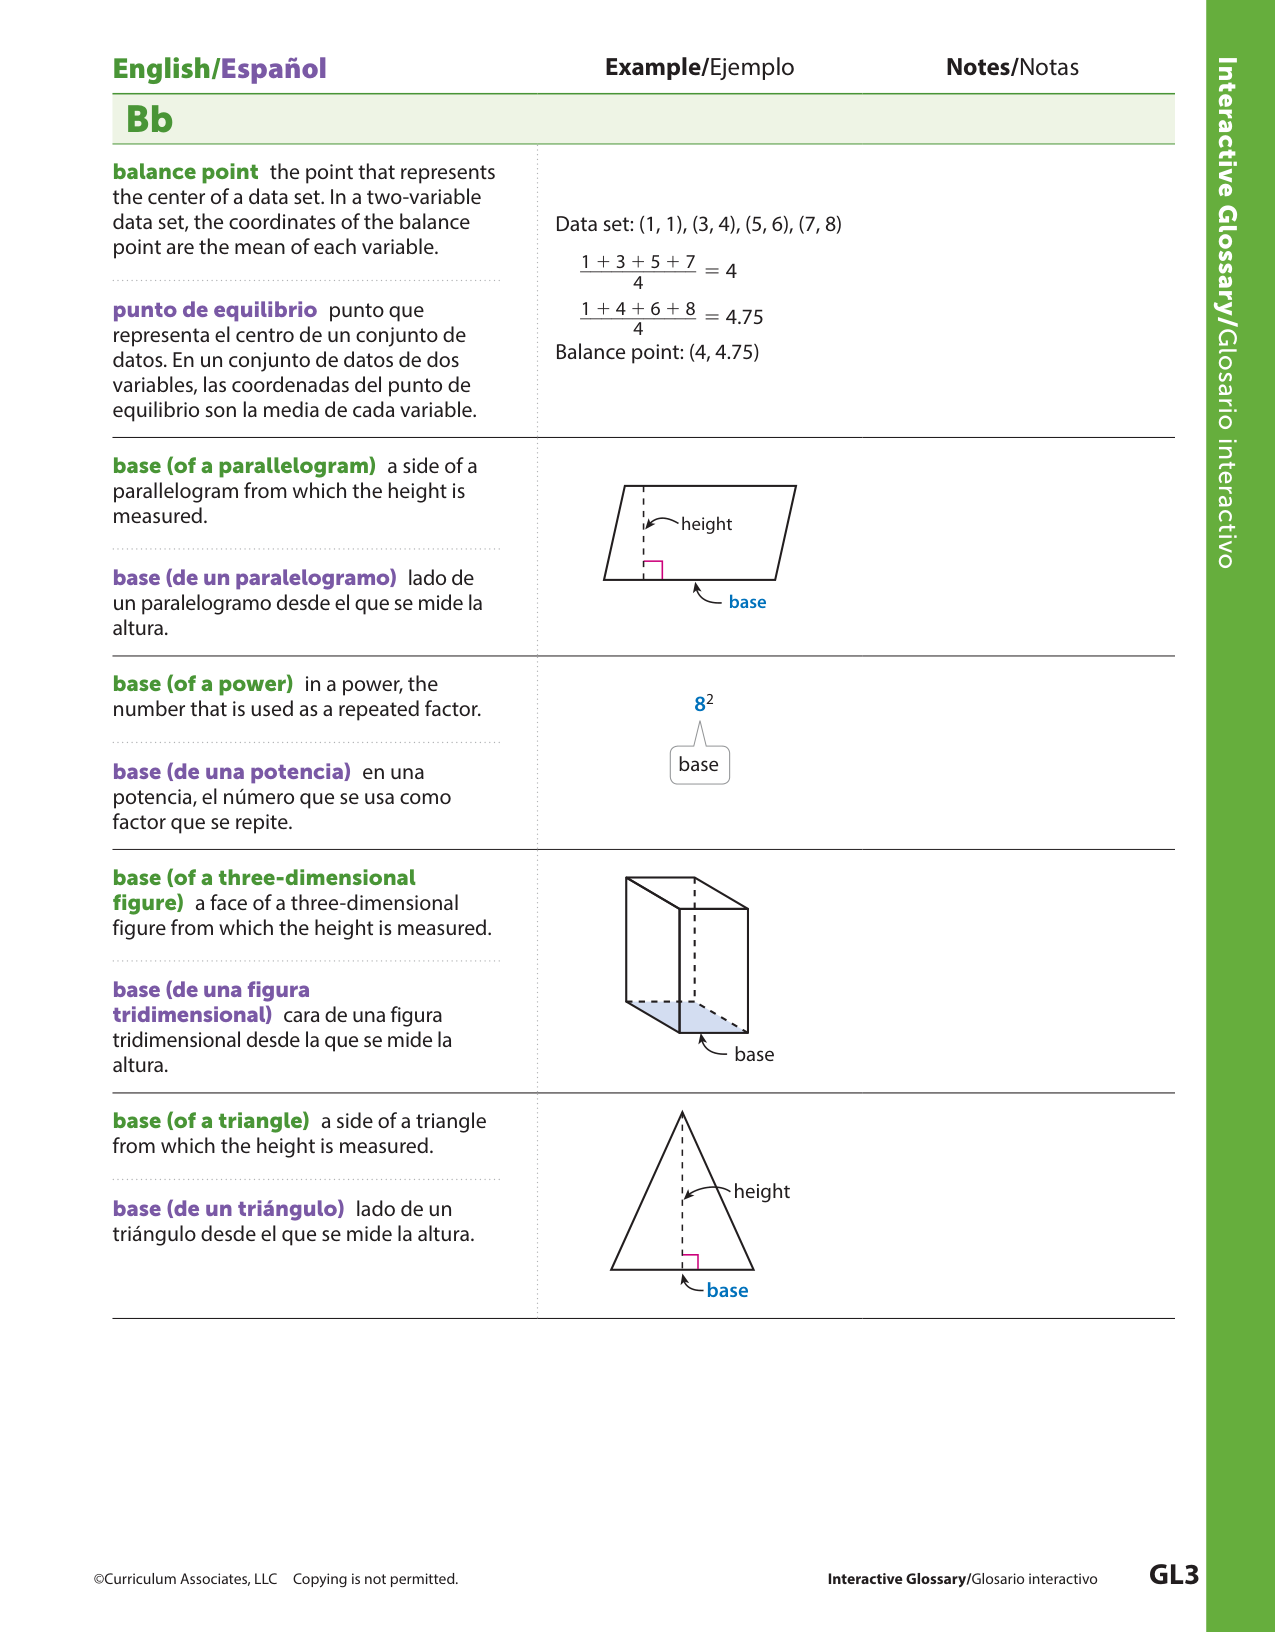 English/Español
Example/Ejemplo
Notes/Notas
Bb
balance point the point that represents
the center of a data set. In a two-variable
data set, the coordinates of the balance
point are the mean of each variable.
punto de equilibrio punto que
representa el centro de un conjunto de
datos. En un conjunto de datos de dos
variables, las coordenadas del punto de
equilibrio son la media de cada variable.
Data set: (1, 1), (3, 4), (5, 6), (7, 8)
1 + 3 + 5 + 7
4
= 4
1 + 4 + 6 + 8
4
= 4.75
Balance point: (4, 4.75)
base (of a parallelogram) a side of a
parallelogram from which the height is
measured.
base (de un paralelogramo) lado de
un paralelogramo desde el que se mide la
altura.
height
base
base (of a power) in a power, the
number that is used as a repeated factor.
base (de una potencia) en una
potencia, el número que se usa como
factor que se repite.
8²
base
base (of a three-dimensional
figure) a face of a three-dimensional
figure from which the height is measured.
base (de una figura
tridimensional) cara de una figura
tridimensional desde la que se mide la
altura.
base
base (of a triangle) a side of a triangle
from which the height is measured.
base (de un triángulo) lado de un
triángulo desde el que se mide la altura.
height
base
Interactive Glossary/Glosario interactivo
©Curriculum Associates, LLC Copying is not permitted.
Interactive Glossary/Glosario interactivo
GL3